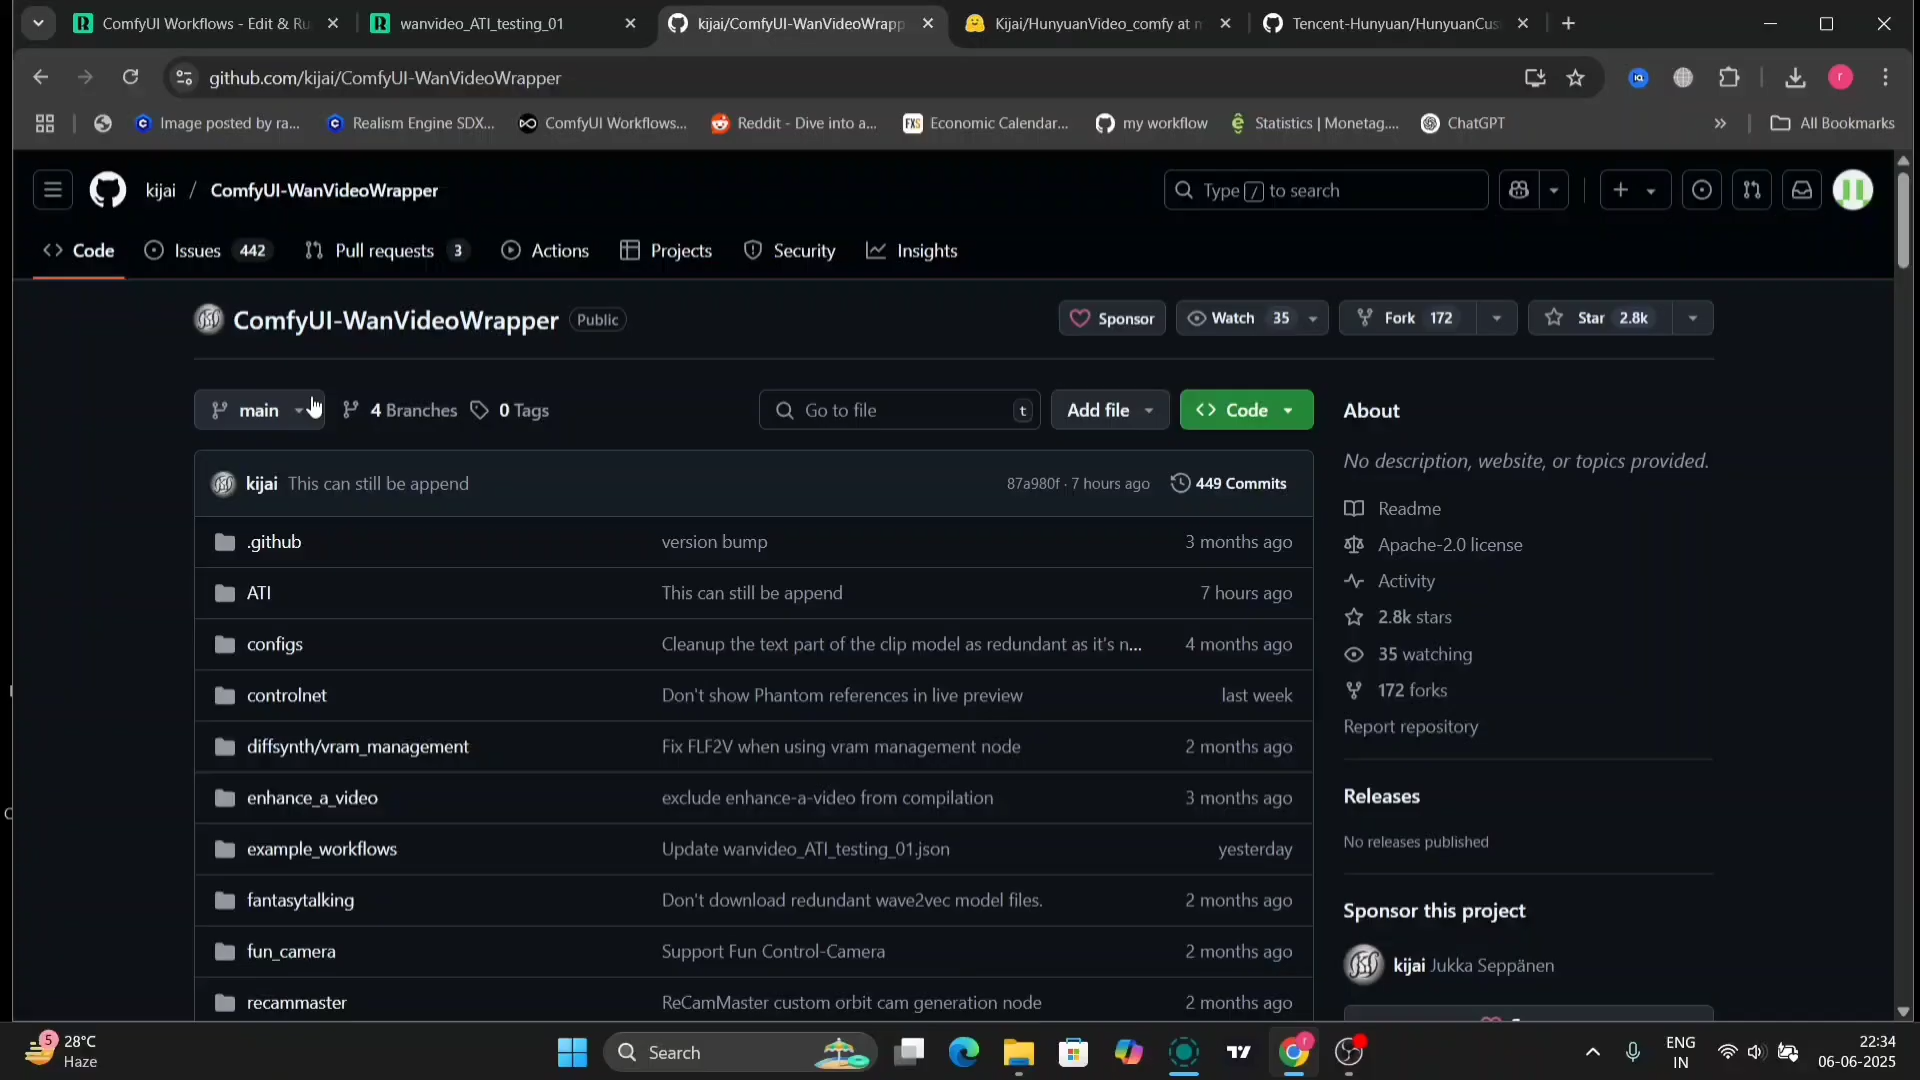 ComfyUI Workflows - Edit & Ru
wanvideo_ATI_testing_01
kijai/ComfyUI-WanVideoWrapp
Kijai/HunyuanVideo_comfy at m
Tencent-Hunyuan/HunyuanCus
github.com/kijai/ComfyUI-WanVideoWrapper
Image posted by ra...
Realism Engine SDX...
ComfyUI Workflows...
Reddit - Dive into a...
FXS Economic Calendar...
my workflow
Statistics | Monetag....
ChatGPT
All Bookmarks
kijai / ComfyUI-WanVideoWrapper
Type / to search
Code
Issues 442
Pull requests 3
Actions
Projects
Security
Insights
ComfyUI-WanVideoWrapper Public
Sponsor
Watch 35
Fork 172
Star 2.8k
main
4 Branches
0 Tags
Go to file t
Add file
Code
About
No description, website, or topics provided.
kijai This can still be append 87a980f · 7 hours ago 449 Commits
.github version bump 3 months ago
ATI This can still be append 7 hours ago
configs Cleanup the text part of the clip model as redundant as it's n... 4 months ago
controlnet Don't show Phantom references in live preview last week
diffsynth/vram_management Fix FLF2V when using vram management node 2 months ago
enhance_a_video exclude enhance-a-video from compilation 3 months ago
example_workflows Update wanvideo_ATI_testing_01.json yesterday
fantasytalking Don't download redundant wave2vec model files. 2 months ago
fun_camera Support Fun Control-Camera 2 months ago
recammaster ReCamMaster custom orbit cam generation node 2 months ago
Readme
Apache-2.0 license
Activity
2.8k stars
35 watching
172 forks
Report repository
Releases
No releases published
Sponsor this project
kijai Jukka Seppänen
5
28°C
Haze
Search
ENG
IN
22:34
06-06-2025